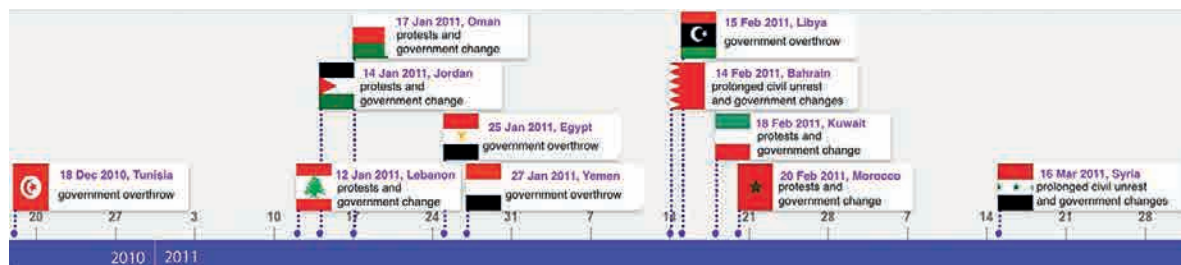 17 Jan 2011, Oman
protests and
government change
15 Feb 2011, Libya
government overthrow
14 Jan 2011, Jordan
protests and
government change
14 Feb 2011, Bahrain
prolonged civil unrest
and government changes
25 Jan 2011, Egypt
government overthrow
18 Feb 2011, Kuwait
protests and
government change
18 Dec 2010, Tunisia
government overthrow
12 Jan 2011, Lebanon
protests and
government change
27 Jan 2011, Yemen
government overthrow
20 Feb 2011, Morocco
protests and
government change
16 Mar 2011, Syria
prolonged civil unrest
and government changes
20 27 3 10 17 24 31 7 14 21 28 7 14 21 28
2010 2011